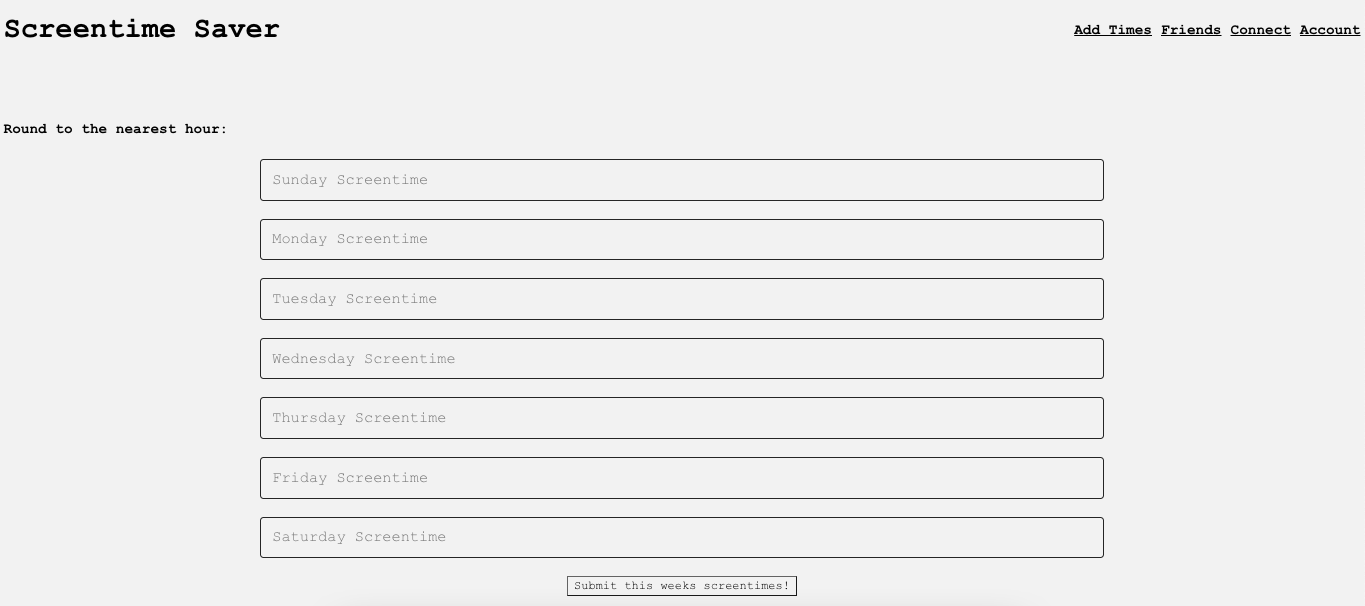 Screentime Saver
Add Times Friends Connect Account
Round to the nearest hour:
Sunday Screentime
Monday Screentime
Tuesday Screentime
Wednesday Screentime
Thursday Screentime
Friday Screentime
Saturday Screentime
Submit this weeks screentimes!